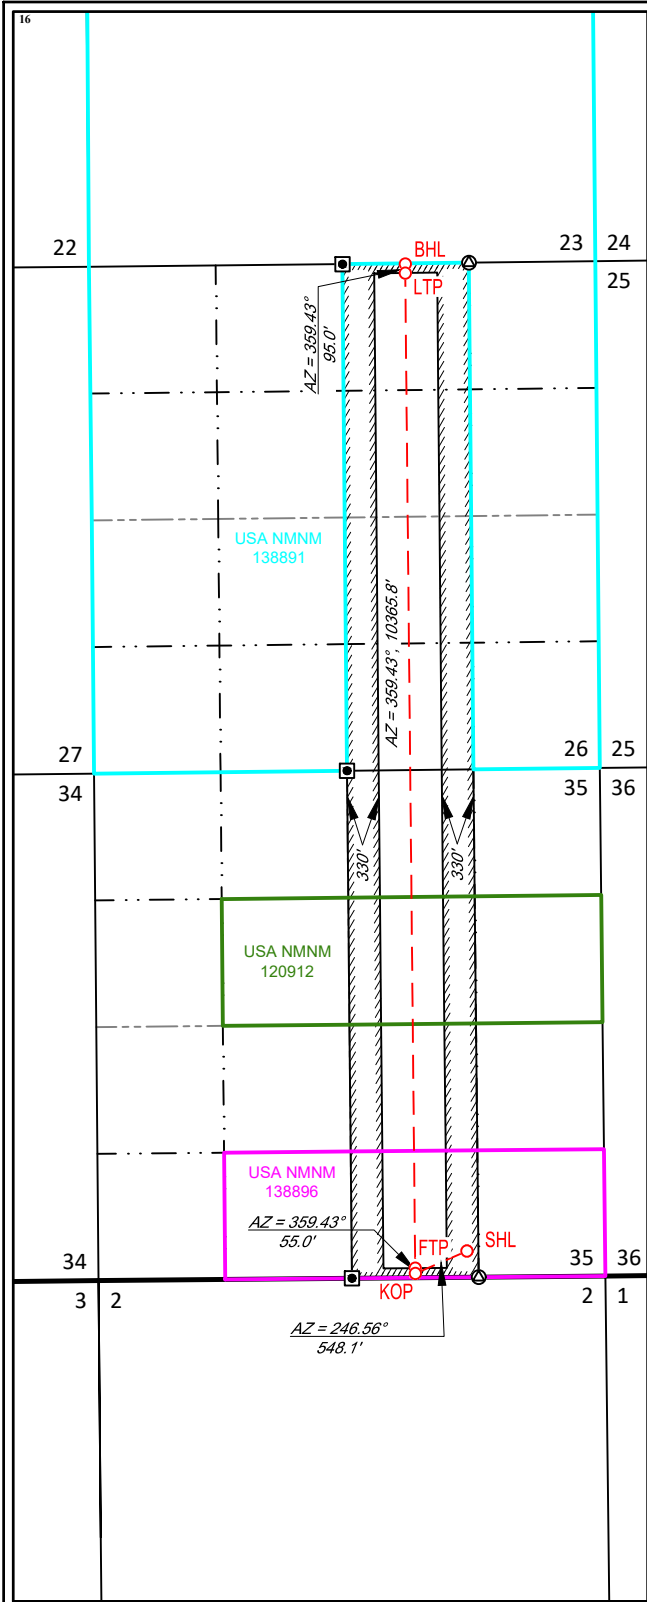 16
22
BHL
23
24
LTP
25
AZ = 359.43°
95.0'
USA NMNM
138891
AZ = 359.43°, 10365.8'
27
26
25
34
35
36
330'
330'
USA NMNM
120912
USA NMNM
138896
AZ = 359.43°
55.0'
FTP
SHL
34
35
36
KOP
3
2
2
1
AZ = 246.56°
548.1'